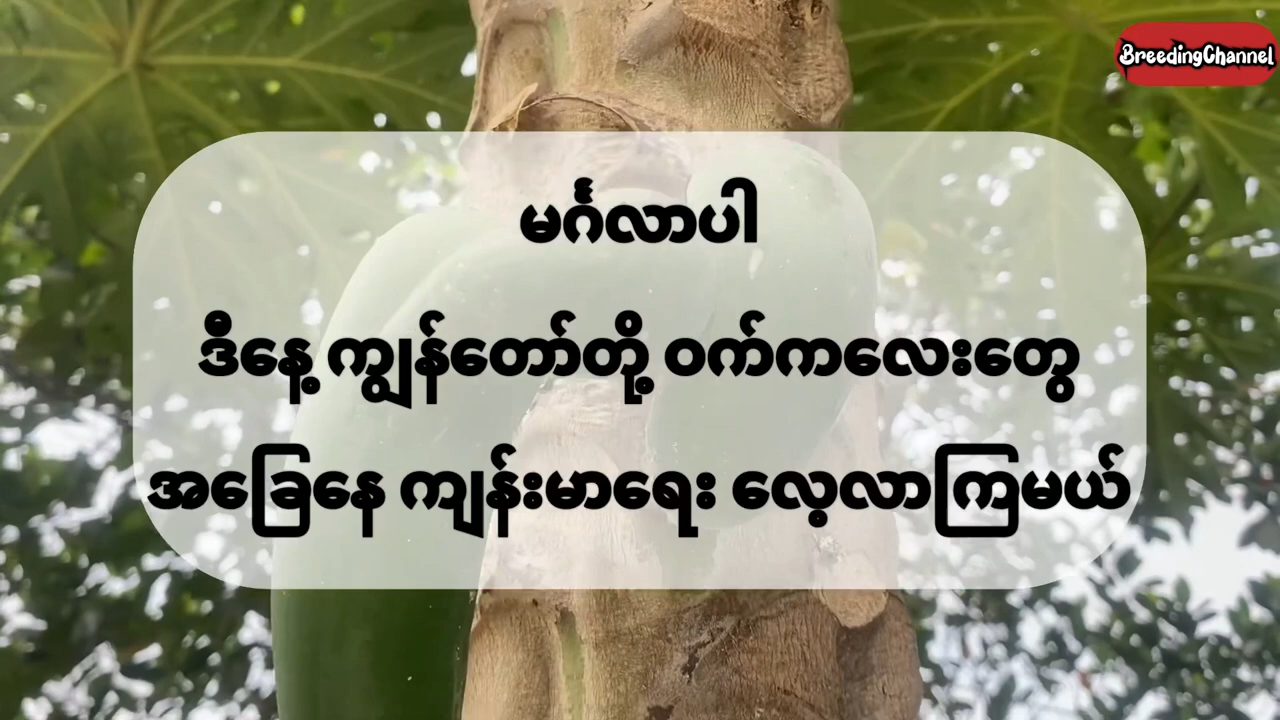 BreedingChannel
မင်္ဂလာပါ
ဒီနေ့ ကျွန်တော်တို့ ဝက်ကလေးတွေ
အခြေနေ ကျန်းမာရေး လေ့လာကြမယ်